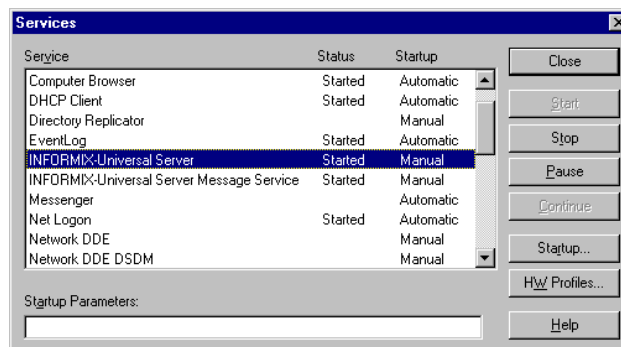 Services
Service Status Startup
Computer Browser Started Automatic
DHCP Client Started Automatic
Directory Replicator Manual
EventLog Started Automatic
INFORMIX-Universal Server Started Manual
INFORMIX-Universal Server Message Service Started Manual
Messenger Automatic
Net Logon Started Automatic
Network DDE Manual
Network DDE DSDM Manual
Startup Parameters:
Close
Start
Stop
Pause
Continue
Startup...
HW Profiles...
Help